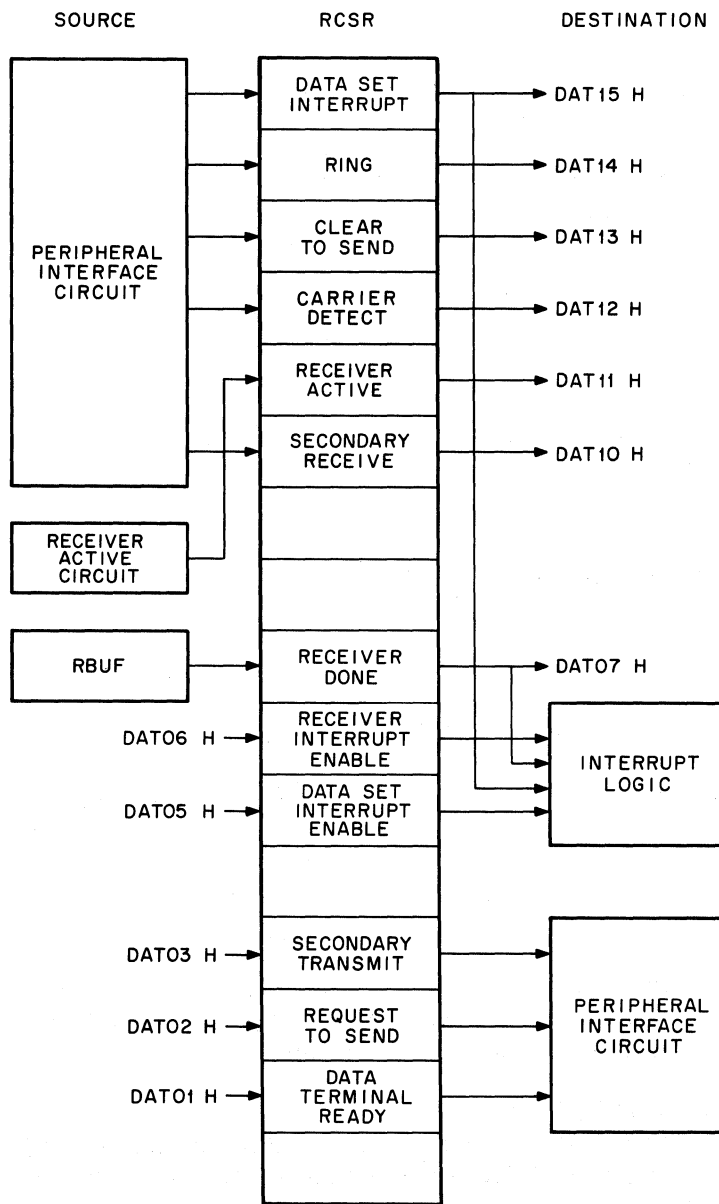 SOURCE
RCSR
DESTINATION
DATA SET
INTERRUPT
DAT15 H
RING
DAT14 H
PERIPHERAL
INTERFACE
CIRCUIT
CLEAR
TO SEND
DAT13 H
CARRIER
DETECT
DAT12 H
RECEIVER
ACTIVE
DAT11 H
SECONDARY
RECEIVE
DAT10 H
RECEIVER
ACTIVE
CIRCUIT
RBUF
RECEIVER
DONE
DAT07 H
DAT06 H
RECEIVER
INTERRUPT
ENABLE
INTERRUPT
LOGIC
DAT05 H
DATA SET
INTERRUPT
ENABLE
DAT03 H
SECONDARY
TRANSMIT
DAT02 H
REQUEST
TO SEND
PERIPHERAL
INTERFACE
CIRCUIT
DAT01 H
DATA
TERMINAL
READY